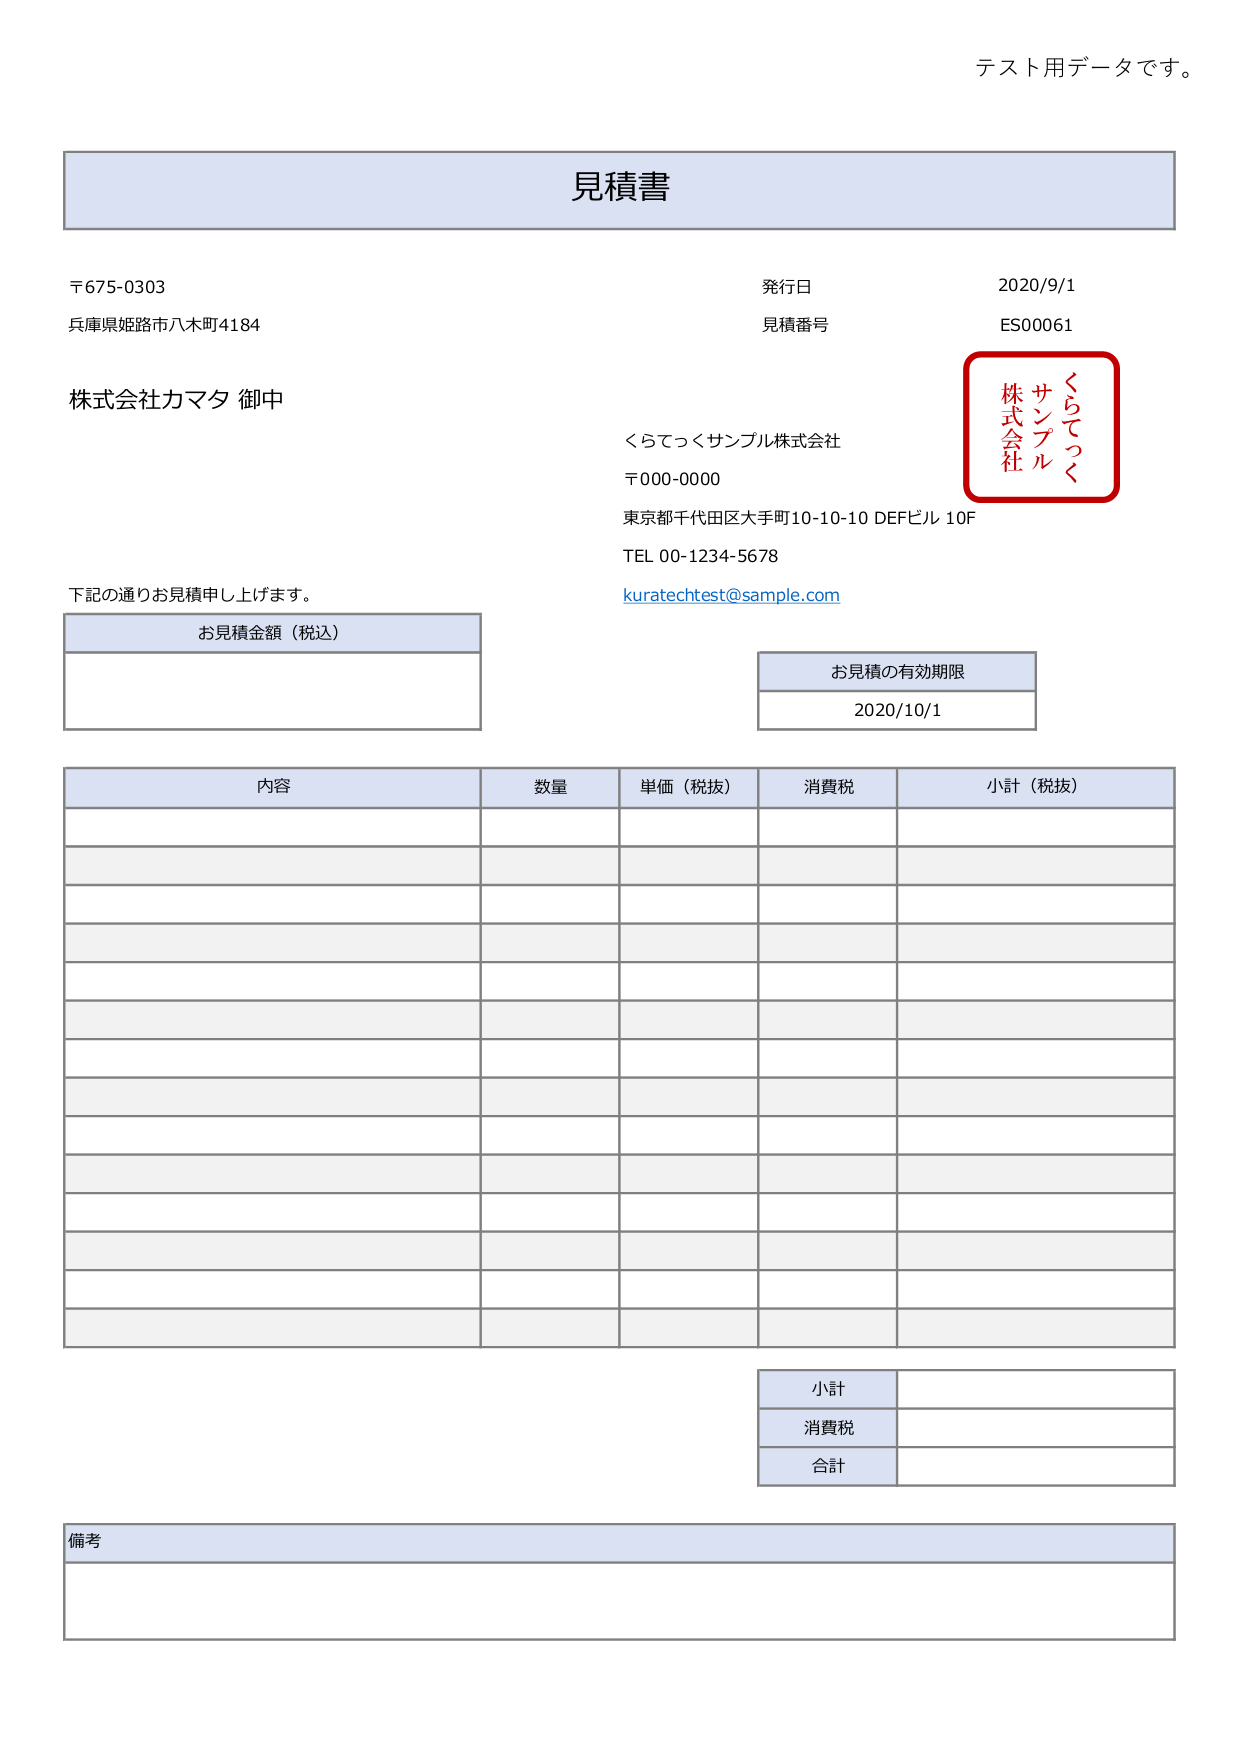 テスト用データです。
見積書
〒675-0303
発行日 2020/9/1
兵庫県姫路市八木町4184
見積番号 ES00061
株式会社カマタ 御中
くらてっく
サンプル
株式会社
くらてっくサンプル株式会社
〒000-0000
東京都千代田区大手町10-10-10 DEFビル 10F
TEL 00-1234-5678
下記の通りお見積申し上げます。
kuratechtest@sample.com
お見積金額（税込）
お見積の有効期限
2020/10/1
内容 数量 単価（税抜） 消費税 小計（税抜）
小計
消費税
合計
備考